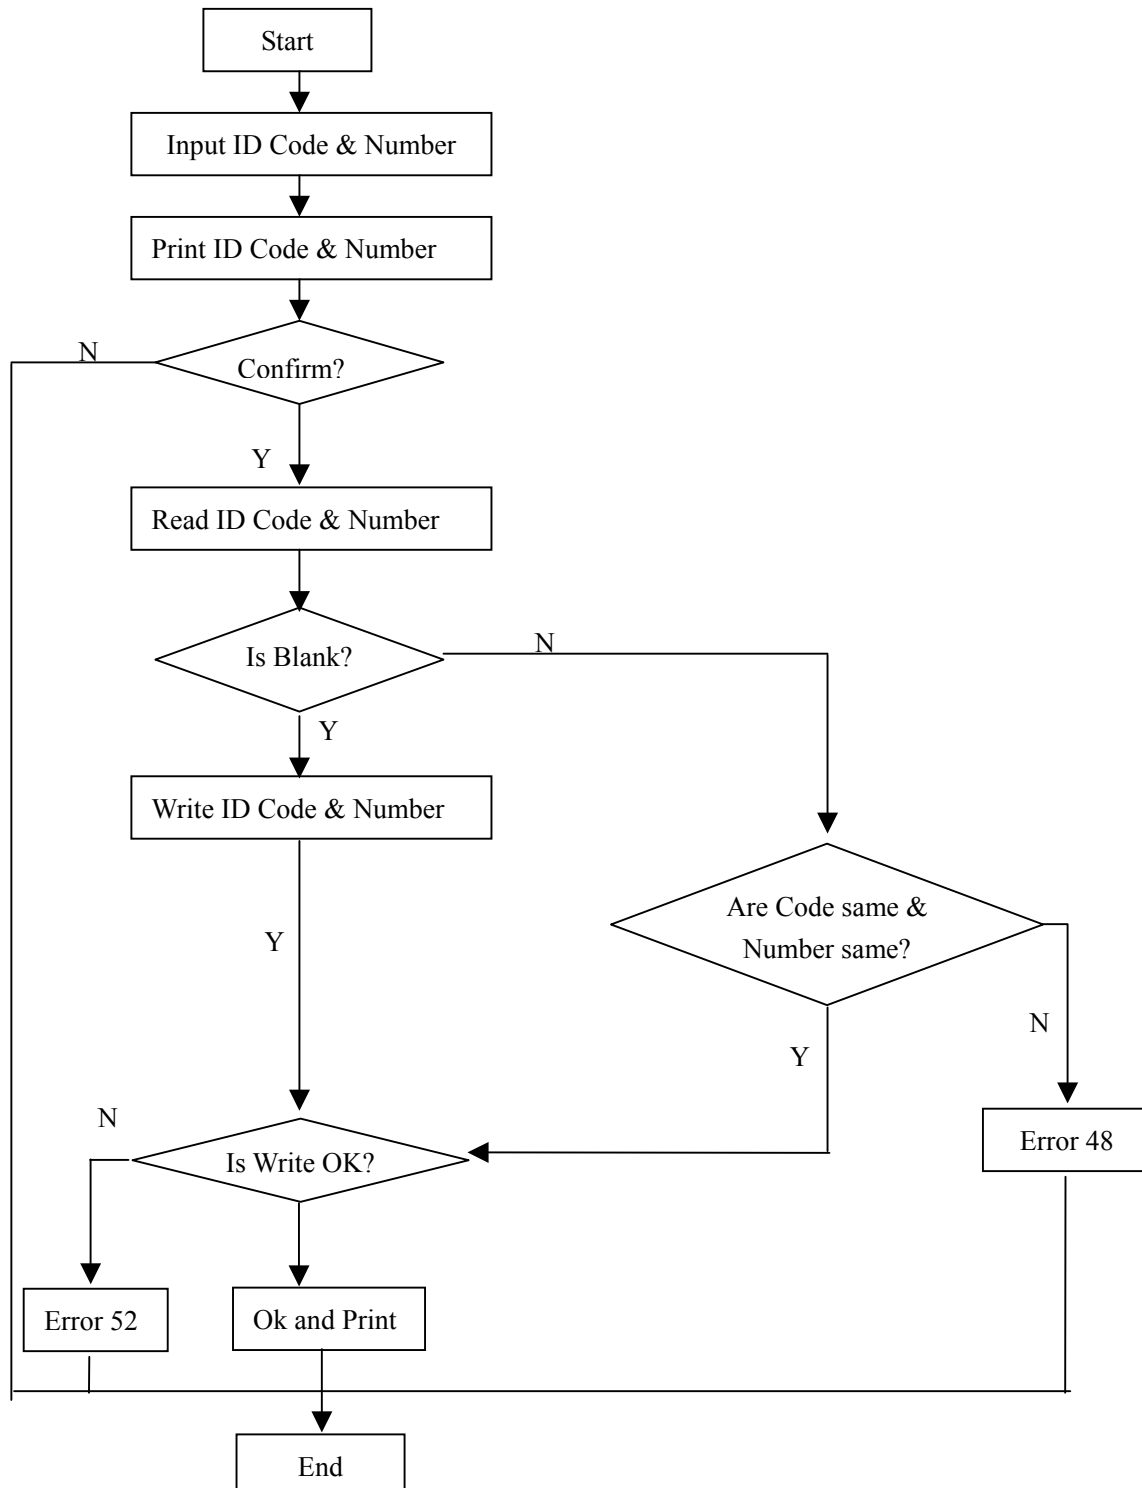 Start
Input ID Code & Number
Print ID Code & Number
N
Confirm?
Y
Read ID Code & Number
Is Blank?
N
Y
Write ID Code & Number
Are Code same &
Number same?
Y
N
Y
N
Is Write OK?
Error 48
Error 52
Ok and Print
End